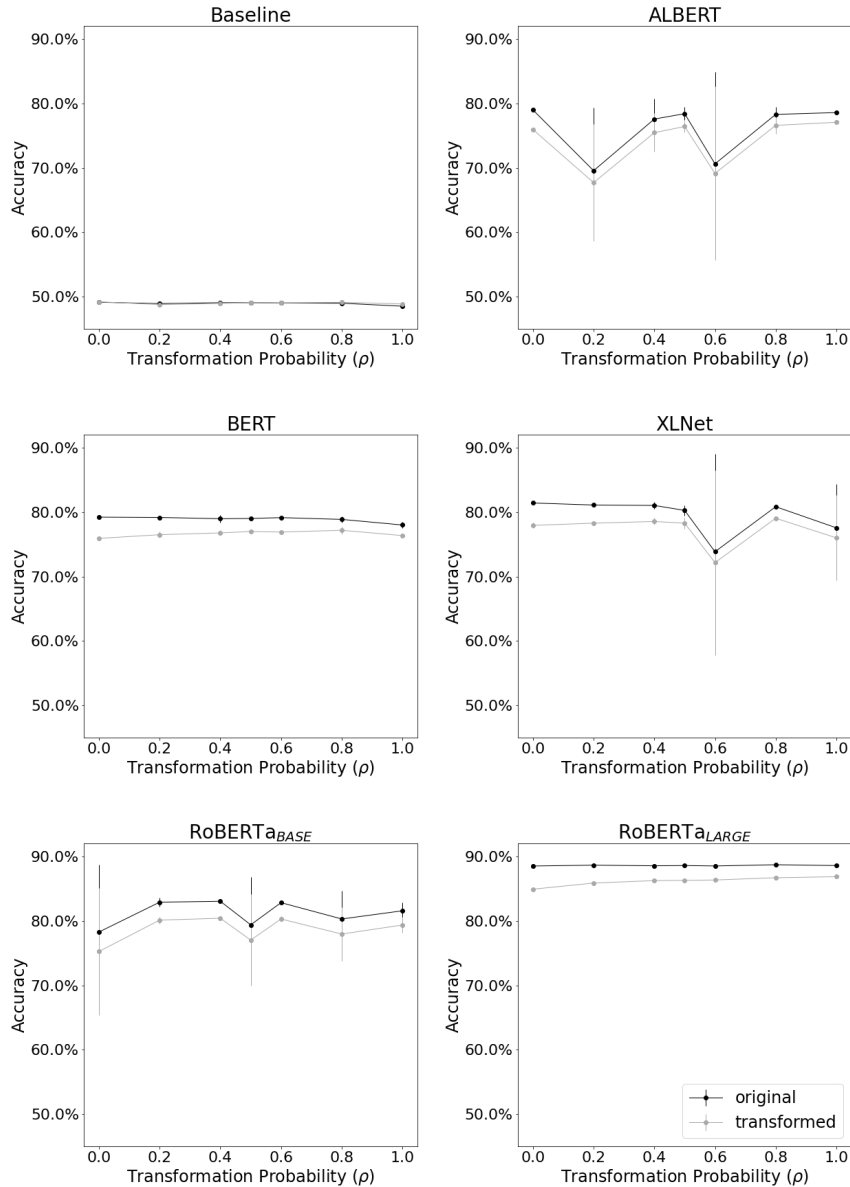 Baseline
90.0%
80.0%
70.0%
60.0%
50.0%
Accuracy
0.0 0.2 0.4 0.6 0.8 1.0
Transformation Probability (ρ)
ALBERT
90.0%
80.0%
70.0%
60.0%
50.0%
Accuracy
0.0 0.2 0.4 0.6 0.8 1.0
Transformation Probability (ρ)
BERT
90.0%
80.0%
70.0%
60.0%
50.0%
Accuracy
0.0 0.2 0.4 0.6 0.8 1.0
Transformation Probability (ρ)
XLNet
90.0%
80.0%
70.0%
60.0%
50.0%
Accuracy
0.0 0.2 0.4 0.6 0.8 1.0
Transformation Probability (ρ)
RoBERTa BASE
90.0%
80.0%
70.0%
60.0%
50.0%
Accuracy
0.0 0.2 0.4 0.6 0.8 1.0
Transformation Probability (ρ)
RoBERTa LARGE
90.0%
80.0%
70.0%
60.0%
50.0%
Accuracy
0.0 0.2 0.4 0.6 0.8 1.0
Transformation Probability (ρ)
original
transformed